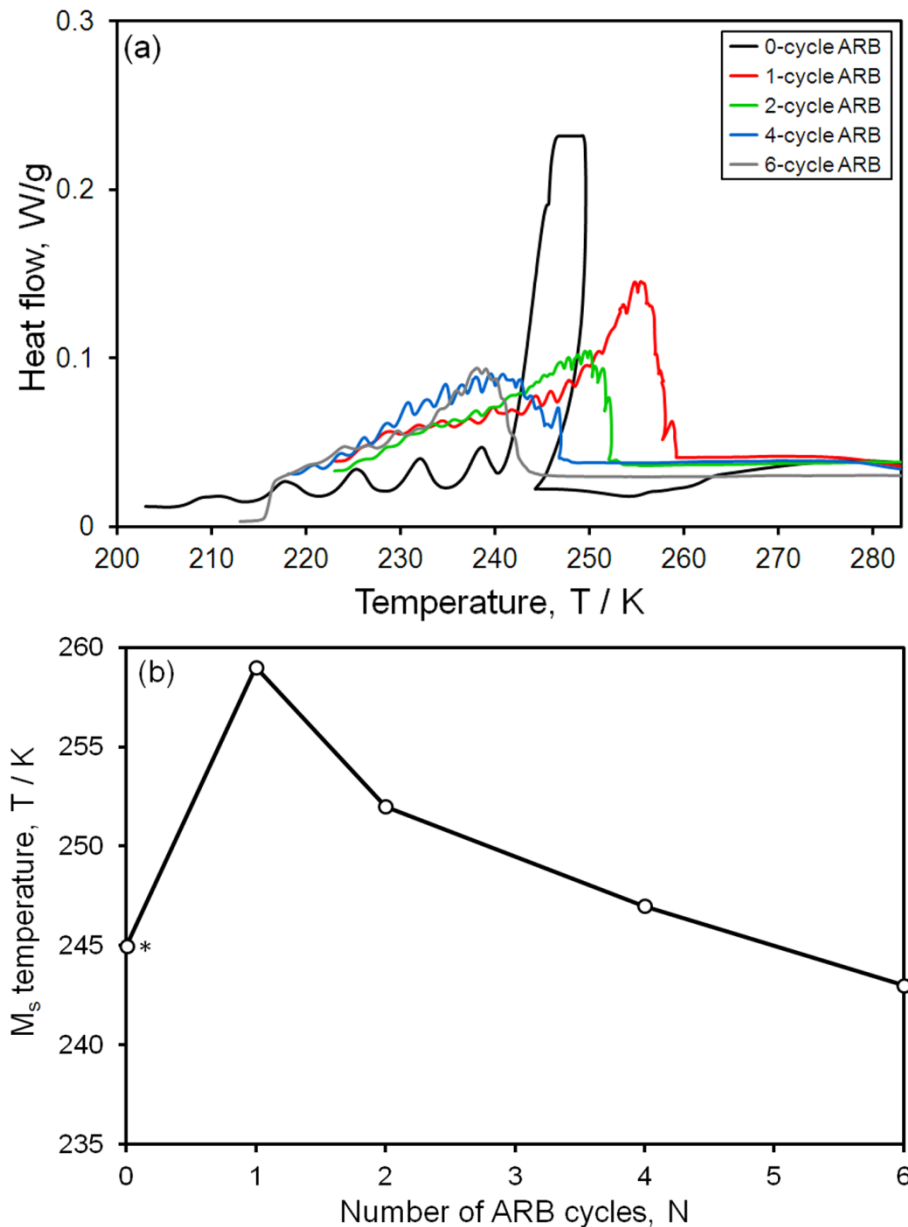 0.3
(a)
0-cycle ARB
1-cycle ARB
2-cycle ARB
4-cycle ARB
6-cycle ARB
Heat flow, W/g
0.2
0.1
0
200 210 220 230 240 250 260 270 280
Temperature, T / K
260
(b)
255
250
245
*
240
235
Mₛ temperature, T / K
0 1 2 3 4 5 6
Number of ARB cycles, N